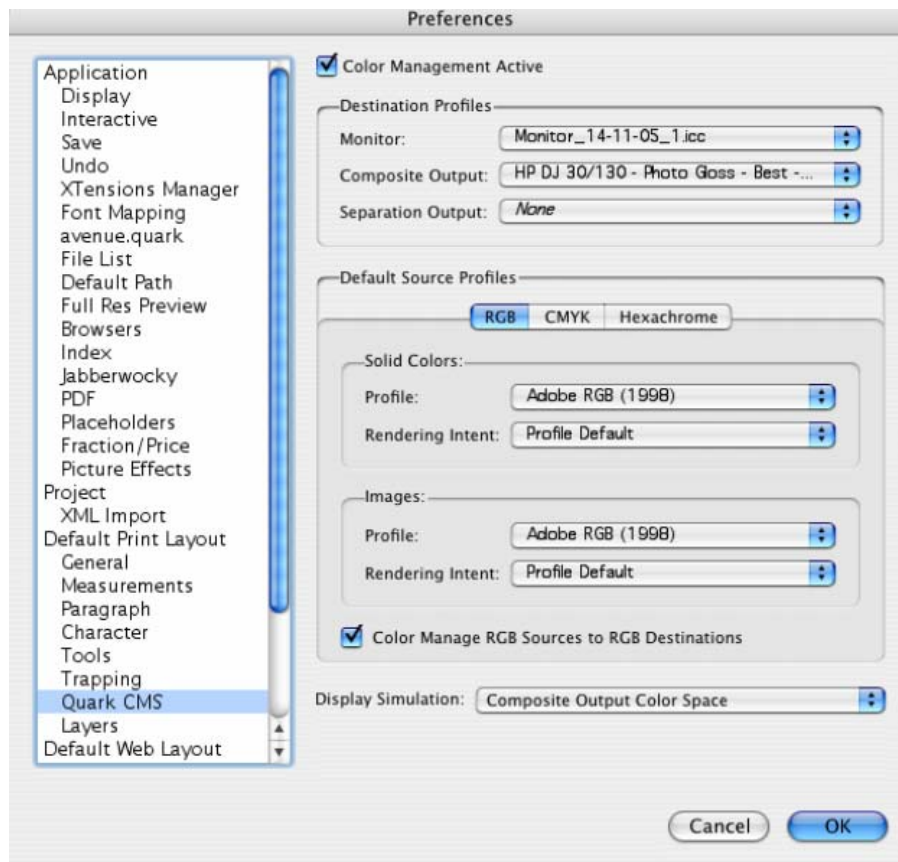 Preferences
Application
Display
Interactive
Save
Undo
XTensions Manager
Font Mapping
avenue.quark
File List
Default Path
Full Res Preview
Browsers
Index
Jabberwocky
PDF
Placeholders
Fraction/Price
Picture Effects
Project
XML Import
Default Print Layout
General
Measurements
Paragraph
Character
Tools
Trapping
Quark CMS
Layers
Default Web Layout
Color Management Active
Destination Profiles
Monitor: Monitor_14-11-05_1.icc
Composite Output: HP DJ 30/130 - Photo Gloss - Best -...
Separation Output: None
Default Source Profiles
RGB CMYK Hexachrome
Solid Colors:
Profile: Adobe RGB (1998)
Rendering Intent: Profile Default
Images:
Profile: Adobe RGB (1998)
Rendering Intent: Profile Default
Color Manage RGB Sources to RGB Destinations
Display Simulation: Composite Output Color Space
Cancel OK